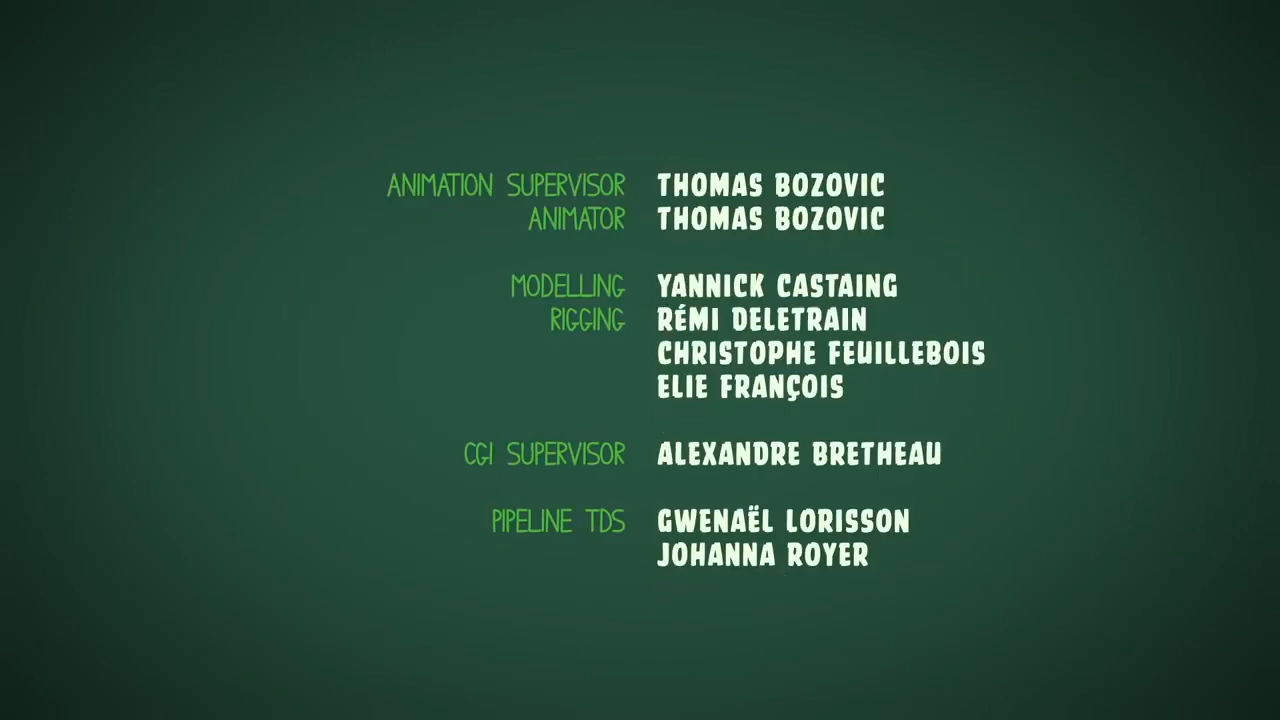 ANIMATION SUPERVISOR THOMAS BOZOVIC
ANIMATOR THOMAS BOZOVIC
MODELLING YANNICK CASTAING
RIGGING RÉMI DELETRAIN
CHRISTOPHE FEUILLEBOIS
ELIE FRANÇOIS
CGI SUPERVISOR ALEXANDRE BRETHEAU
PIPELINE TDS GWENAËL LORISSON
JOHANNA ROYER